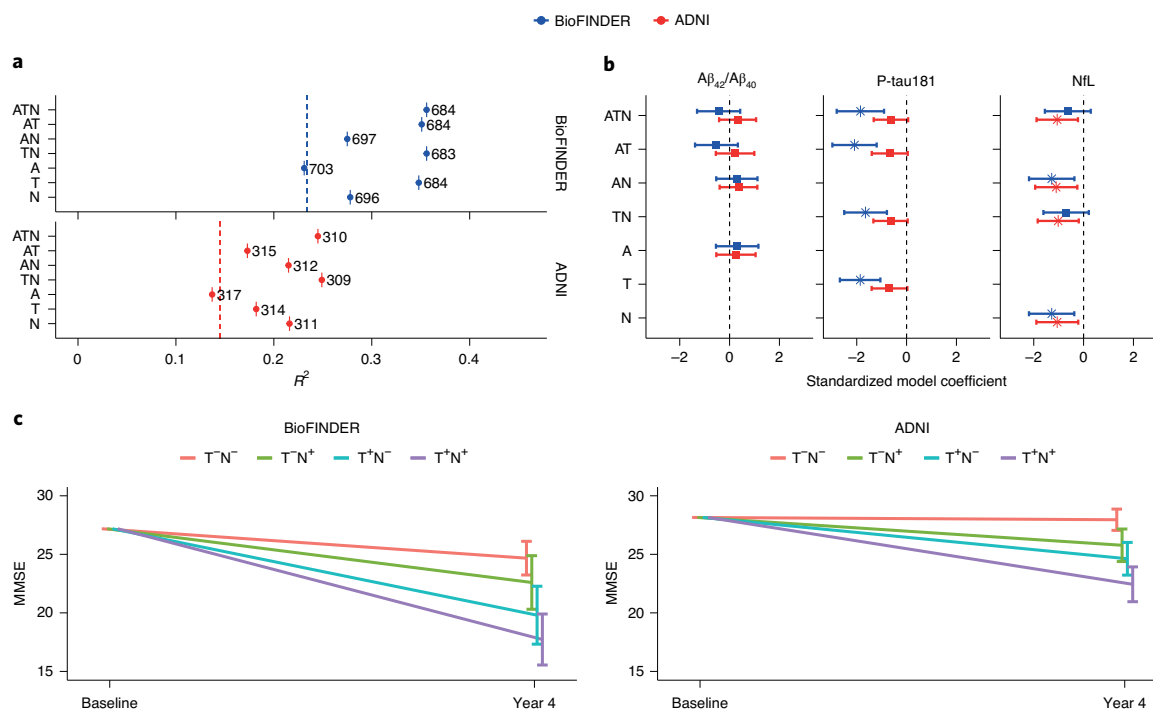 BioFINDER ADNI
a
ATN
AT
AN
TN
A
T
N
684
684
697
683
703
684
696
BioFINDER
ATN
AT
AN
TN
A
T
N
310
315
312
309
317
314
311
ADNI
0 0.1 0.2 0.3 0.4
R²
b
Aβ₄₂/Aβ₄₀ P-tau181 NfL
ATN
AT
AN
TN
A
T
N
−2 0 2 −2 0 2 −2 0 2
Standardized model coefficient
c
BioFINDER
T⁻N⁻ T⁻N⁺ T⁺N⁻ T⁺N⁺
MMSE
30
25
20
15
Baseline Year 4
ADNI
T⁻N⁻ T⁻N⁺ T⁺N⁻ T⁺N⁺
MMSE
30
25
20
15
Baseline Year 4